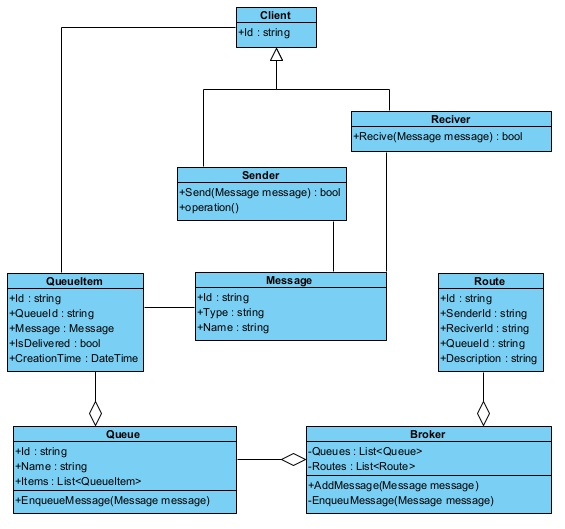 Client
+Id : string
Reciver
+Recive(Message message) : bool
Sender
+Send(Message message) : bool
+operation()
QueueItem
+Id : string
+QueueId : string
+Message : Message
+IsDelivered : bool
+CreationTime : DateTime
Message
+Id : string
+Type : string
+Name : string
Route
+Id : string
+SenderId : string
+ReciverId : string
+QueueId : string
+Description : string
Queue
+Id : string
+Name : string
+Items : List<QueueItem>
+EnqueueMessage(Message message)
Broker
-Queues : List<Queue>
-Routes : List<Route>
+AddMessage(Message message)
-EnqueuMessage(Message message)